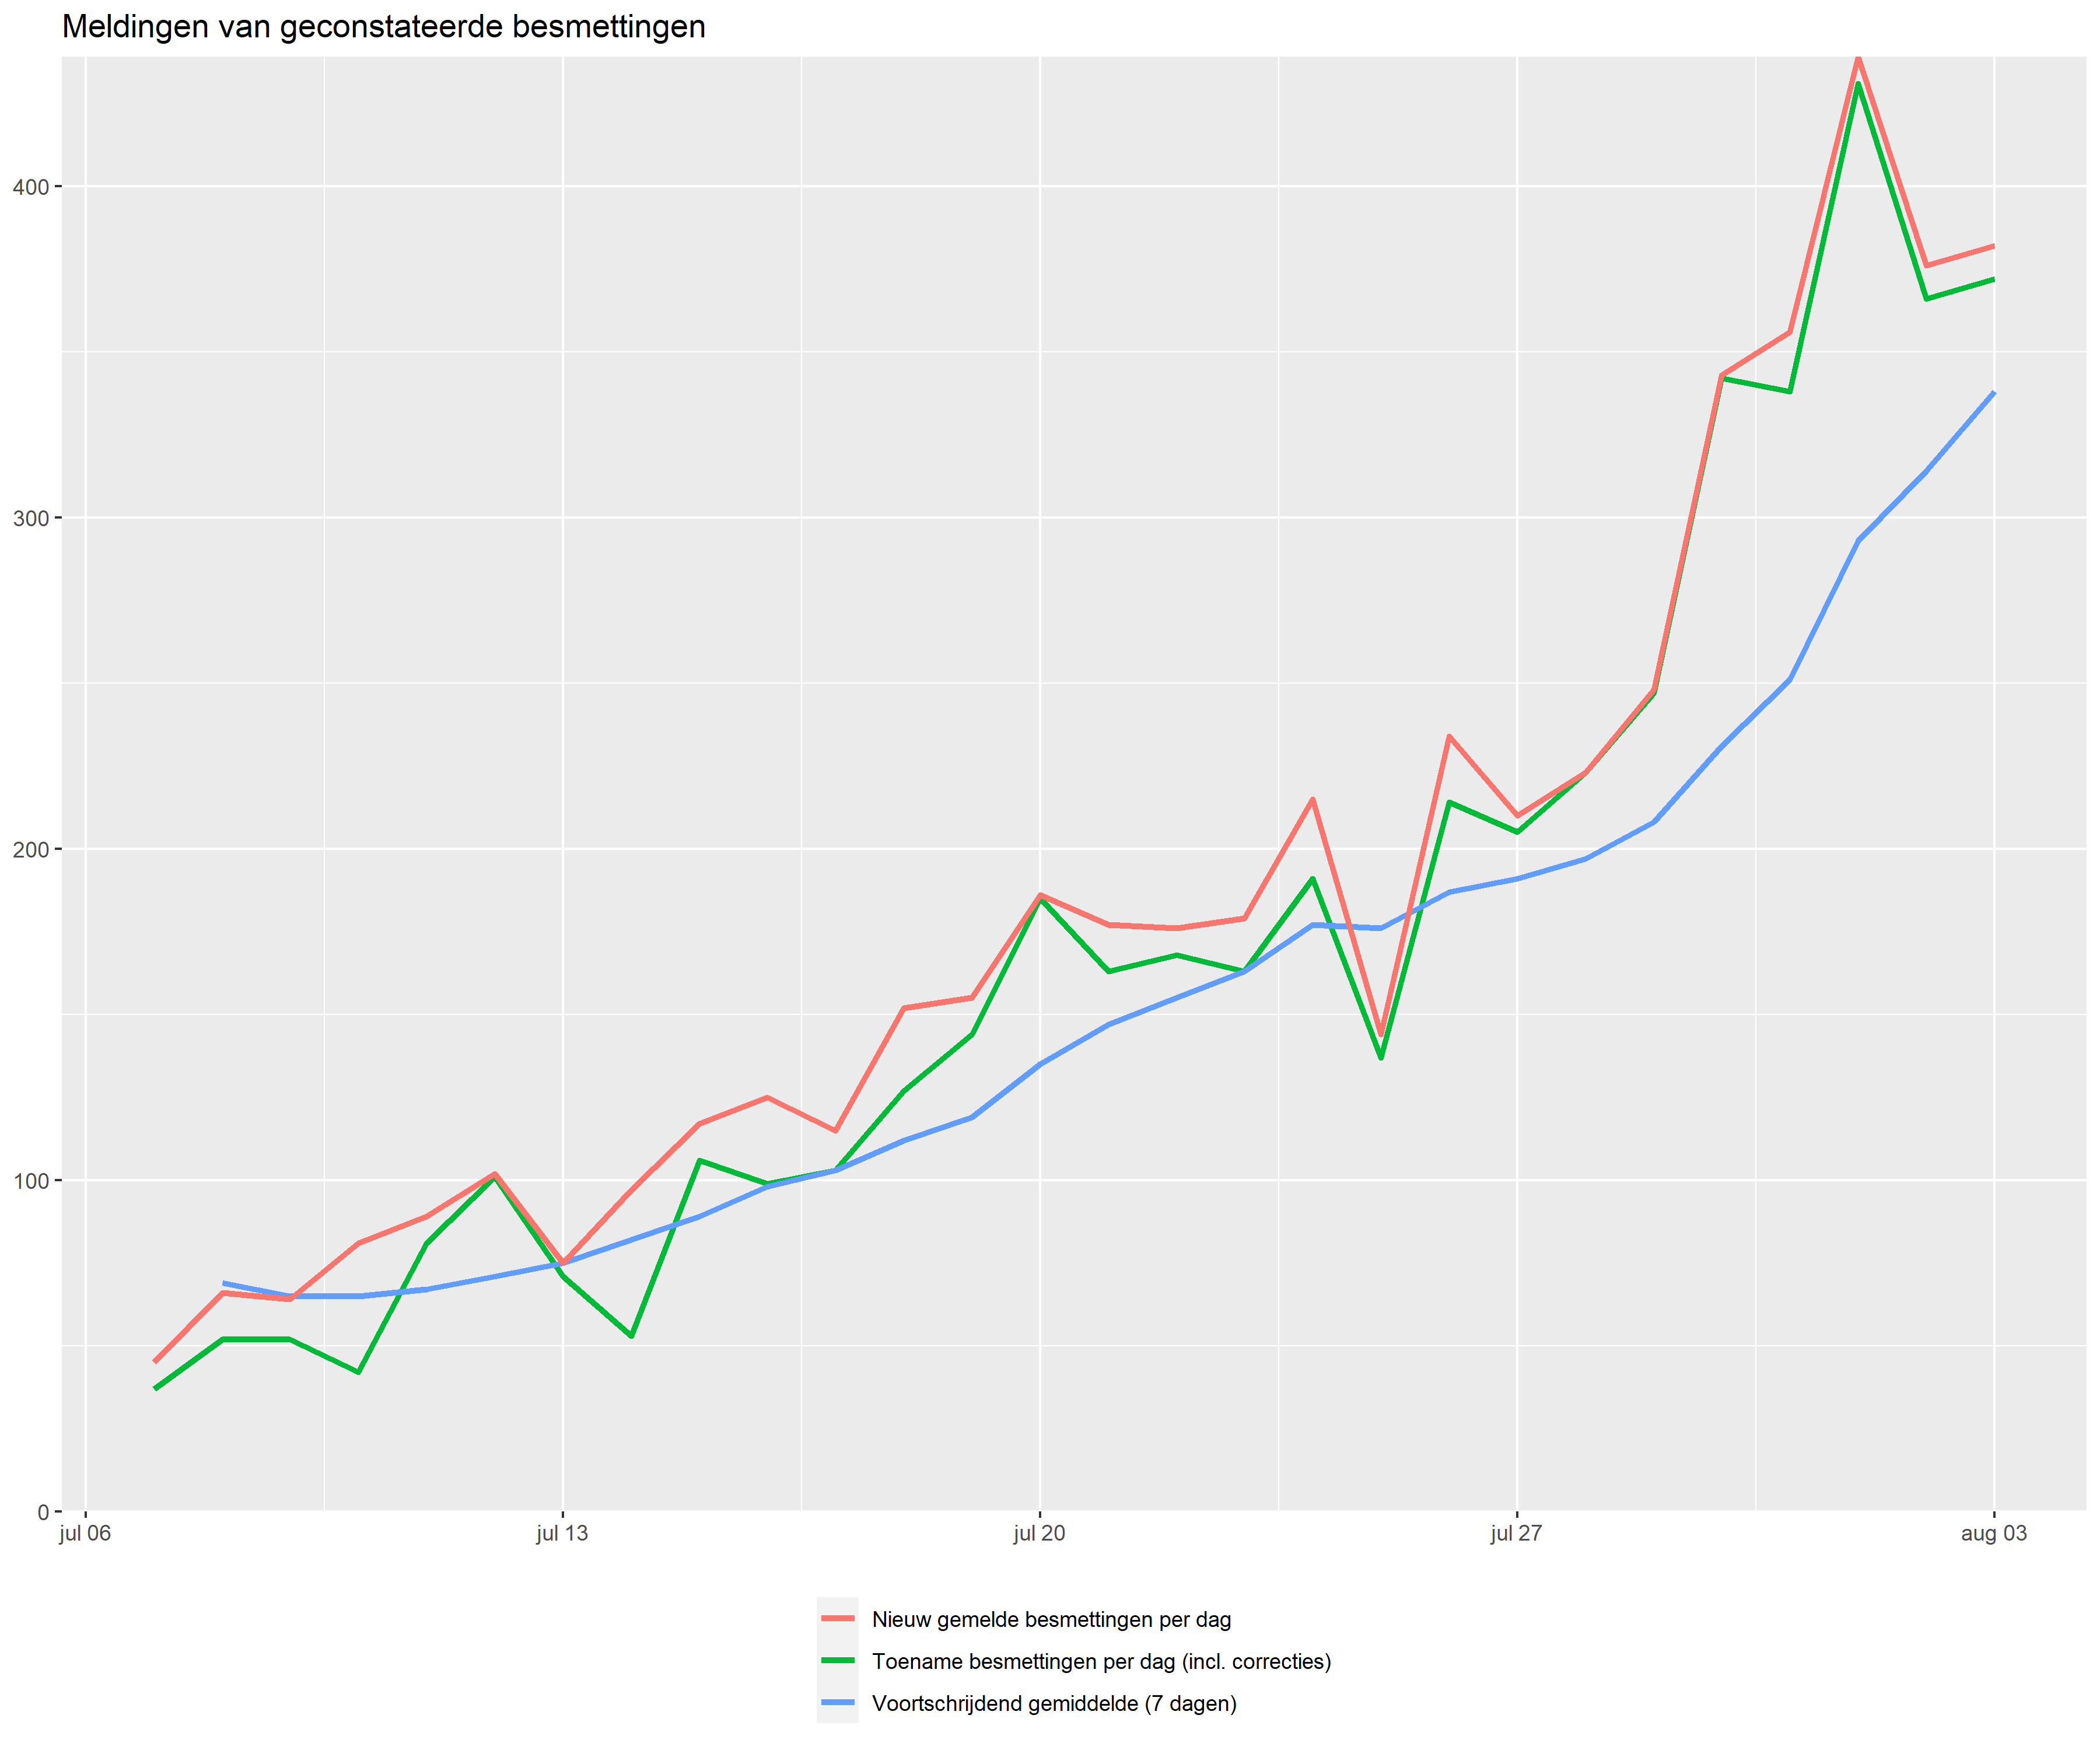 Meldingen van geconstateerde besmettingen
400
300
200
100
0
jul 06 jul 13 jul 20 jul 27 aug 03
Nieuw gemelde besmettingen per dag
Toename besmettingen per dag (incl. correcties)
Voortschrijdend gemiddelde (7 dagen)